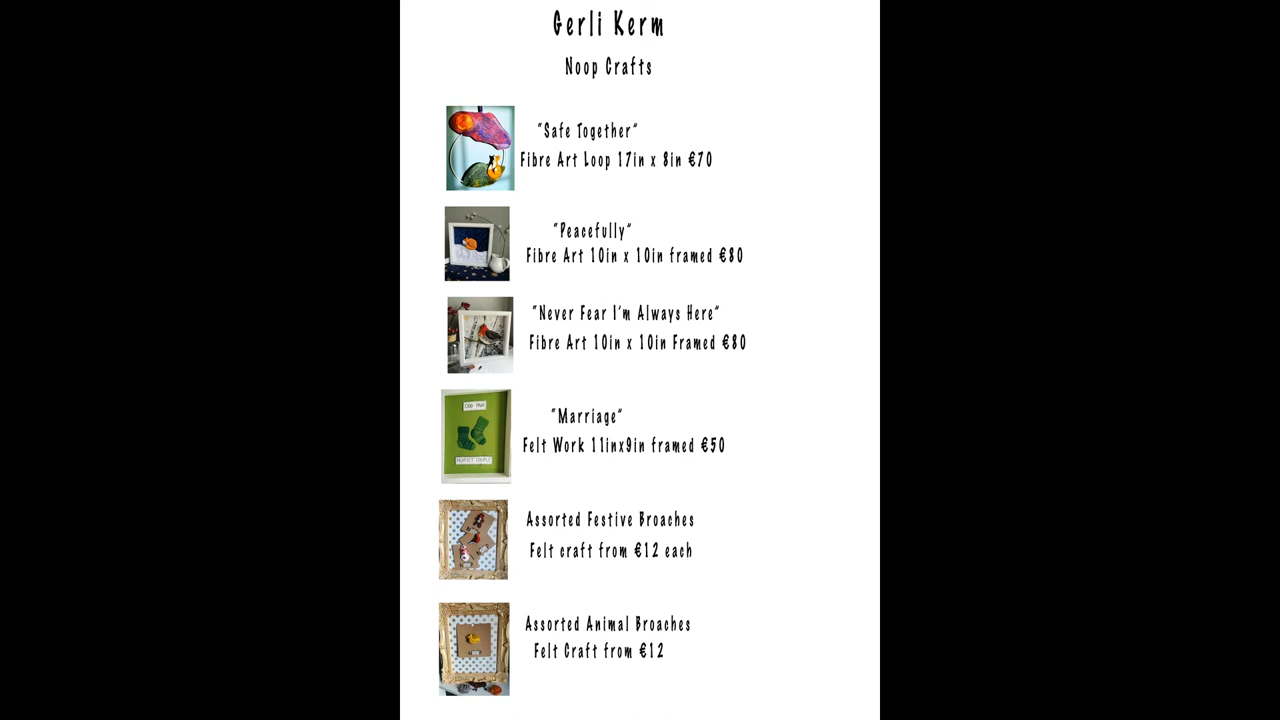 Gerli Kerm
Noop Crafts
"Safe Together"
Fibre Art Loop 17in x 8in €70
"Peacefully"
Fibre Art 10in x 10in framed €80
"Never Fear I'm Always Here"
Fibre Art 10in x 10in Framed €80
"Marriage"
Felt Work 11inx9in framed €50
PERFECT COUPLE
Assorted Festive Broaches
Felt craft from €12 each
Assorted Animal Broaches
Felt Craft from €12